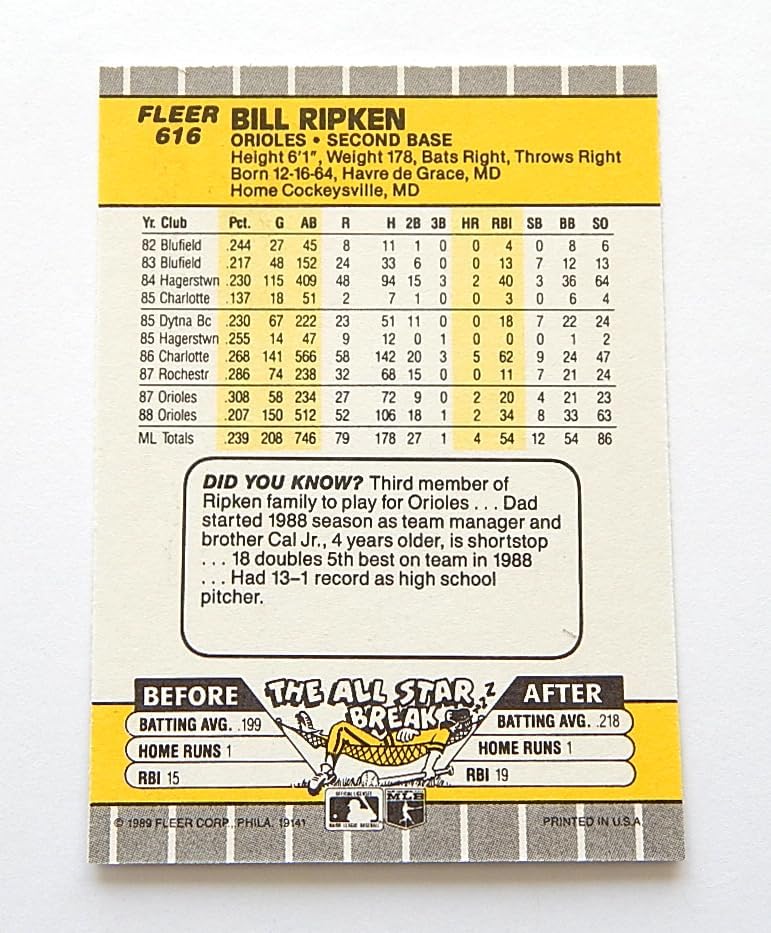 FLEER
616
BILL RIPKEN
ORIOLES • SECOND BASE
Height 6'1", Weight 178, Bats Right, Throws Right
Born 12-16-64, Havre de Grace, MD
Home Cockeysville, MD
Yr. Club Pct. G AB R H 2B 3B HR RBI SB BB SO
82 Blufield .244 27 45 8 11 1 0 0 4 0 8 6
83 Blufield .217 48 152 24 33 6 0 0 13 7 12 13
84 Hagerstwn .230 115 409 48 94 15 3 2 40 3 36 64
85 Charlotte .137 18 51 2 7 1 0 0 3 0 6 4
85 Dytna Bc .230 67 222 23 51 11 0 0 18 7 22 24
85 Hagerstwn .255 14 47 9 12 0 1 0 0 0 1 2
86 Charlotte .268 141 566 58 142 20 3 5 62 9 24 47
87 Rochestr .286 74 238 32 68 15 0 0 11 7 21 24
87 Orioles .308 58 234 27 72 9 0 2 20 4 21 23
88 Orioles .207 150 512 52 106 18 1 2 34 8 33 63
ML Totals .239 208 746 79 178 27 1 4 54 12 54 86
DID YOU KNOW? Third member of
Ripken family to play for Orioles . . . Dad
started 1988 season as team manager and
brother Cal Jr., 4 years older, is shortstop
. . . 18 doubles 5th best on team in 1988
. . . Had 13–1 record as high school
pitcher.
THE ALL STAR
BREAK
zzZZ
BEFORE
BATTING AVG. .199
HOME RUNS 1
RBI 15
AFTER
BATTING AVG. .218
HOME RUNS 1
RBI 19
© 1989 FLEER CORP., PHILA. 19141
OFFICIAL LICENSEE
MAJOR LEAGUE BASEBALL
MLB
PRINTED IN U.S.A.